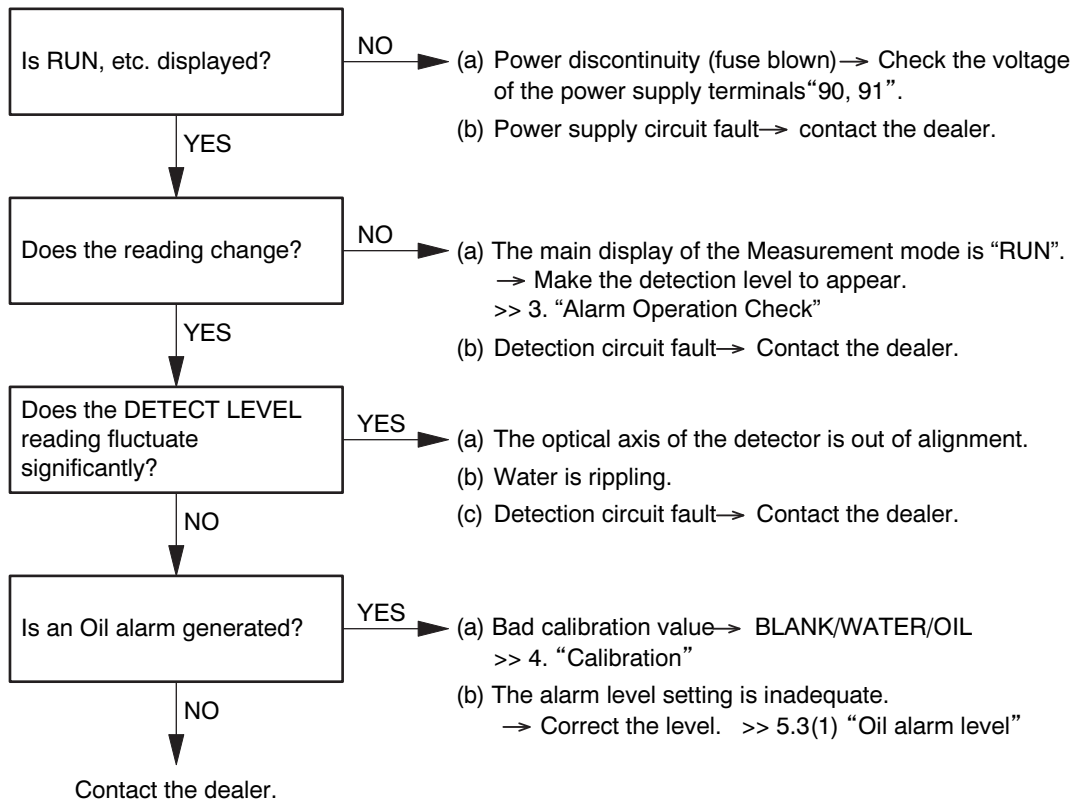 Is RUN, etc. displayed?
NO
(a) Power discontinuity (fuse blown)→ Check the voltage
of the power supply terminals“90, 91”.
(b) Power supply circuit fault→ contact the dealer.
YES
Does the reading change?
NO
(a) The main display of the Measurement mode is “RUN”.
→ Make the detection level to appear.
>> 3. “Alarm Operation Check”
(b) Detection circuit fault→ Contact the dealer.
YES
Does the DETECT LEVEL
reading fluctuate
significantly?
YES
(a) The optical axis of the detector is out of alignment.
(b) Water is rippling.
(c) Detection circuit fault→ Contact the dealer.
NO
Is an Oil alarm generated?
YES
(a) Bad calibration value→ BLANK/WATER/OIL
>> 4. “Calibration”
(b) The alarm level setting is inadequate.
→ Correct the level. >> 5.3(1) “Oil alarm level”
NO
Contact the dealer.